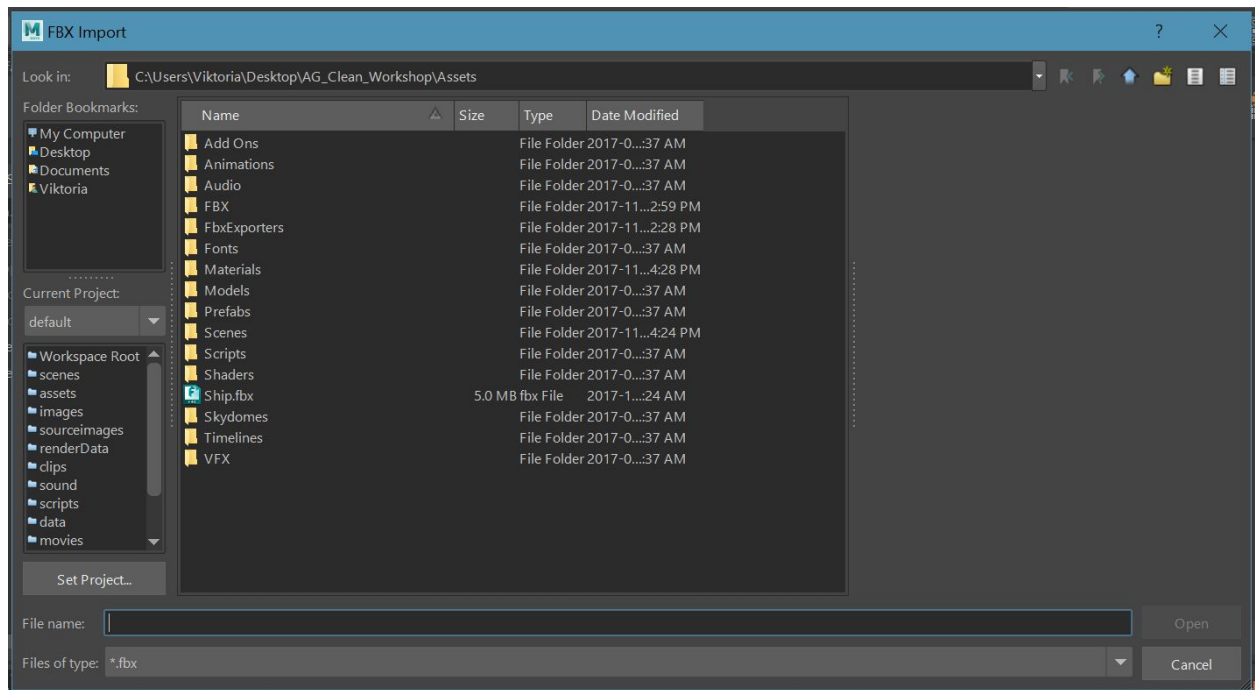 FBX Import
?
Look in: C:\Users\Viktoria\Desktop\AG_Clean_Workshop\Assets
Folder Bookmarks:
My Computer
Desktop
Documents
Viktoria
Current Project:
default
Workspace Root
scenes
assets
images
sourceimages
renderData
clips
sound
scripts
data
movies
Set Project...
Name Size Type Date Modified
Add Ons File Folder 2017-0...:37 AM
Animations File Folder 2017-0...:37 AM
Audio File Folder 2017-0...:37 AM
FBX File Folder 2017-11...2:59 PM
FbxExporters File Folder 2017-11...2:28 PM
Fonts File Folder 2017-0...:37 AM
Materials File Folder 2017-11...4:28 PM
Models File Folder 2017-0...:37 AM
Prefabs File Folder 2017-0...:37 AM
Scenes File Folder 2017-11...4:24 PM
Scripts File Folder 2017-0...:37 AM
Shaders File Folder 2017-0...:37 AM
Ship.fbx 5.0 MB fbx File 2017-1...:24 AM
Skydomes File Folder 2017-0...:37 AM
Timelines File Folder 2017-0...:37 AM
VFX File Folder 2017-0...:37 AM
File name: Open
Files of type: *.fbx Cancel